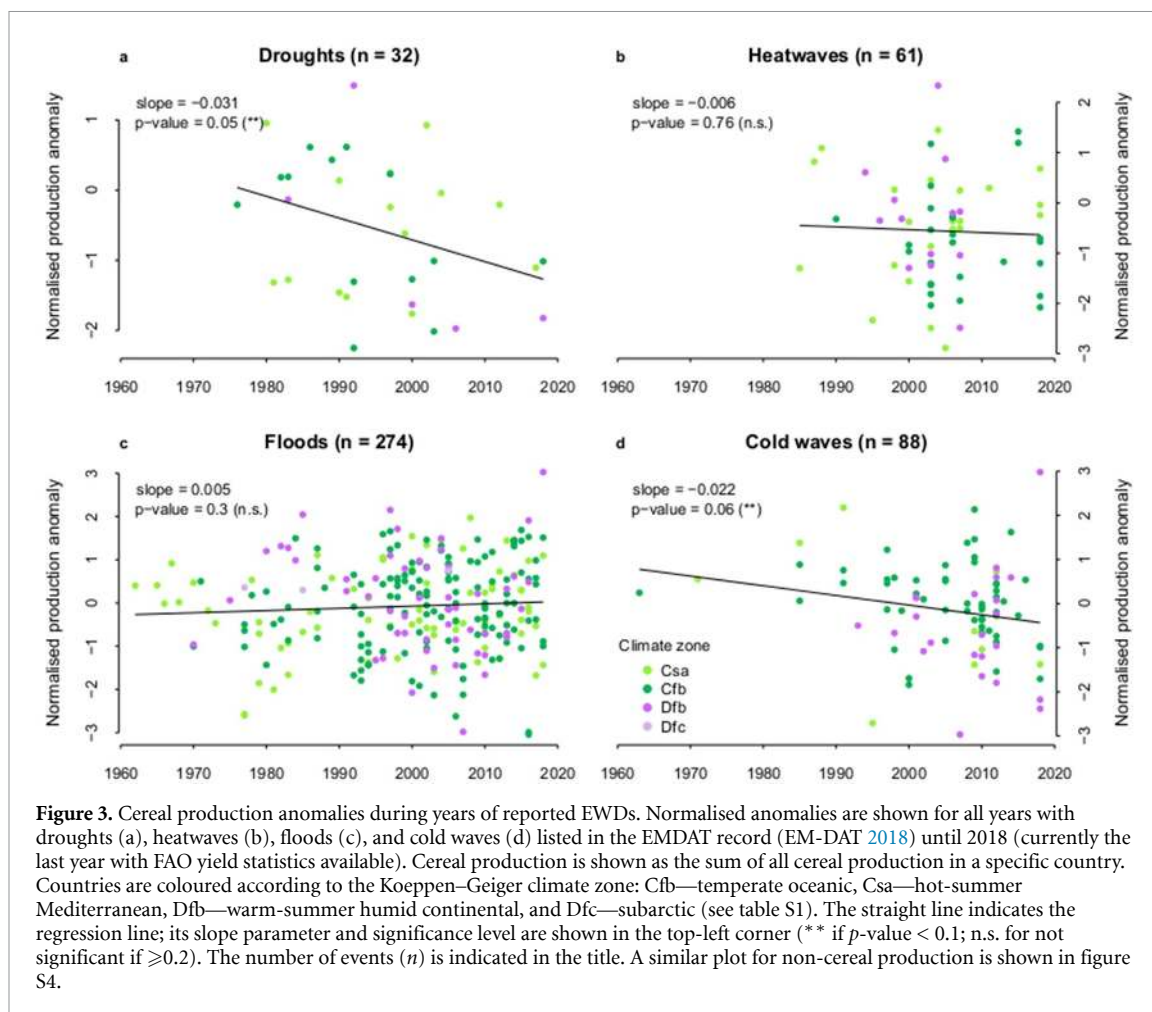 a
Droughts (n = 32)
slope = −0.031
p−value = 0.05 (**)
Normalised production anomaly
1
0
−1
−2
1960 1970 1980 1990 2000 2010 2020
b
Heatwaves (n = 61)
slope = −0.006
p−value = 0.76 (n.s.)
Normalised production anomaly
2
1
0
−1
−2
−3
1960 1970 1980 1990 2000 2010 2020
c
Floods (n = 274)
slope = 0.005
p−value = 0.3 (n.s.)
Normalised production anomaly
3
2
1
0
−1
−2
−3
1960 1970 1980 1990 2000 2010 2020
d
Cold waves (n = 88)
slope = −0.022
p−value = 0.06 (**)
Climate zone
Csa
Cfb
Dfb
Dfc
Normalised production anomaly
3
2
1
0
−1
−2
−3
1960 1970 1980 1990 2000 2010 2020
Figure 3. Cereal production anomalies during years of reported EWDs. Normalised anomalies are shown for all years with
droughts (a), heatwaves (b), floods (c), and cold waves (d) listed in the EMDAT record (EM-DAT 2018) until 2018 (currently the
last year with FAO yield statistics available). Cereal production is shown as the sum of all cereal production in a specific country.
Countries are coloured according to the Koeppen–Geiger climate zone: Cfb—temperate oceanic, Csa—hot-summer
Mediterranean, Dfb—warm-summer humid continental, and Dfc—subarctic (see table S1). The straight line indicates the
regression line; its slope parameter and significance level are shown in the top-left corner (** if p-value < 0.1; n.s. for not
significant if ⩾0.2). The number of events (n) is indicated in the title. A similar plot for non-cereal production is shown in figure
S4.